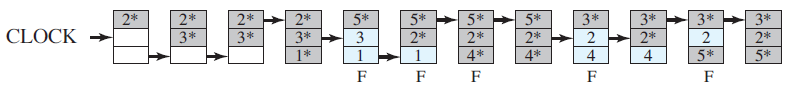 2* 2* 2* 2* 5* 5* 5* 5* 3* 3* 3* 3*
CLOCK 3* 3* 3* 3 2* 2* 2* 2 2* 2 2*
1* 1 1 4* 4* 4 4 5* 5*
F F F F F